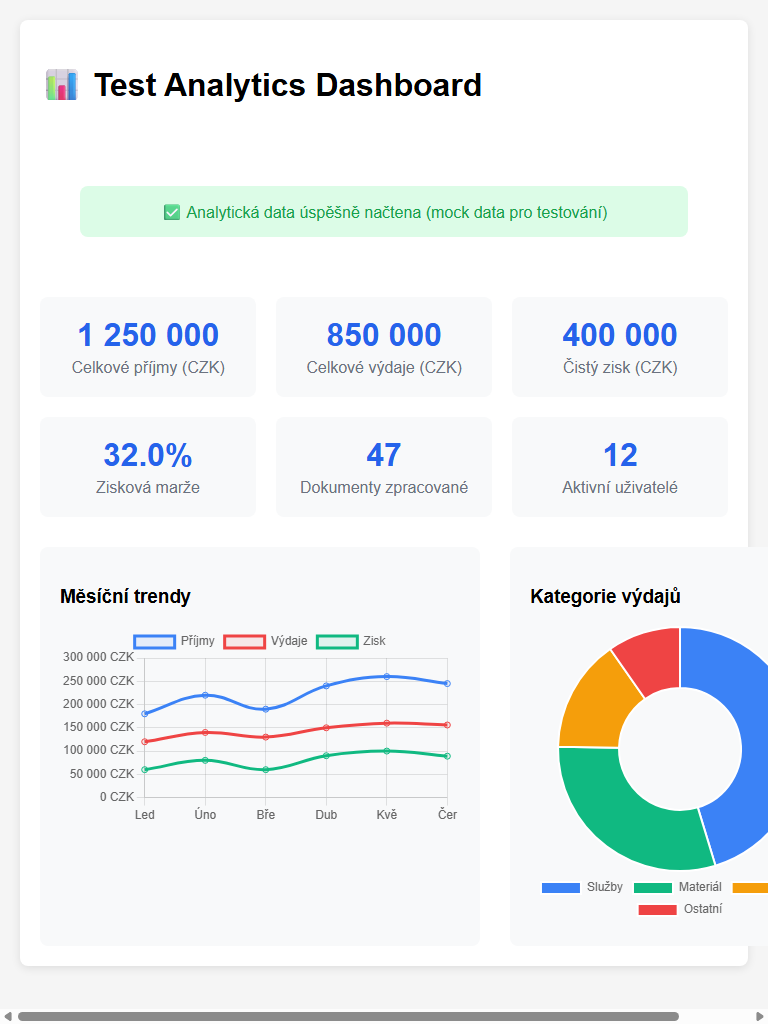 Test Analytics Dashboard
Analytická data úspěšně načtena (mock data pro testování)
1 250 000
Celkové příjmy (CZK)
850 000
Celkové výdaje (CZK)
400 000
Čistý zisk (CZK)
32.0%
Zisková marže
47
Dokumenty zpracované
12
Aktivní uživatelé
Měsíční trendy
Příjmy Výdaje Zisk
300 000 CZK
250 000 CZK
200 000 CZK
150 000 CZK
100 000 CZK
50 000 CZK
0 CZK
Led Úno Bře Dub Kvě Čer
Kategorie výdajů
Služby Materiál
Ostatní